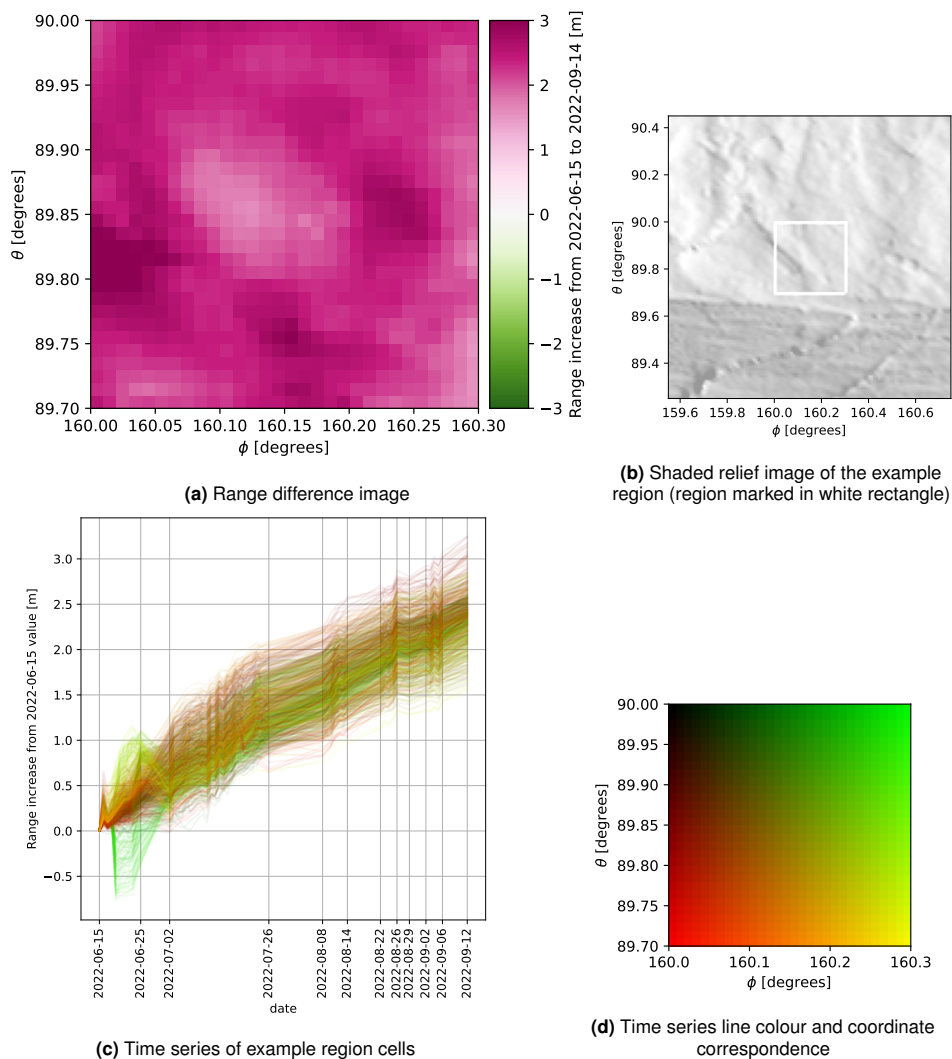 90.00
89.95
89.90
89.85
89.80
89.75
89.70
θ [degrees]
160.00 160.05 160.10 160.15 160.20 160.25 160.30
ϕ [degrees]
3
2
1
0
−1
−2
−3
Range increase from 2022-06-15 to 2022-09-14 [m]
(a) Range difference image
90.4
90.2
90.0
89.8
89.6
89.4
θ [degrees]
159.6 159.8 160.0 160.2 160.4 160.6
ϕ [degrees]
(b) Shaded relief image of the example
region (region marked in white rectangle)
3.0
2.5
2.0
1.5
1.0
0.5
0.0
−0.5
Range increase from 2022-06-15 value [m]
2022-06-15
2022-06-25
2022-07-02
2022-07-26
2022-08-08
2022-08-14
2022-08-22
2022-08-26
2022-08-29
2022-09-02
2022-09-06
2022-09-12
date
(c) Time series of example region cells
90.00
89.95
89.90
89.85
89.80
89.75
89.70
θ [degrees]
160.0 160.1 160.2 160.3
ϕ [degrees]
(d) Time series line colour and coordinate
correspondence